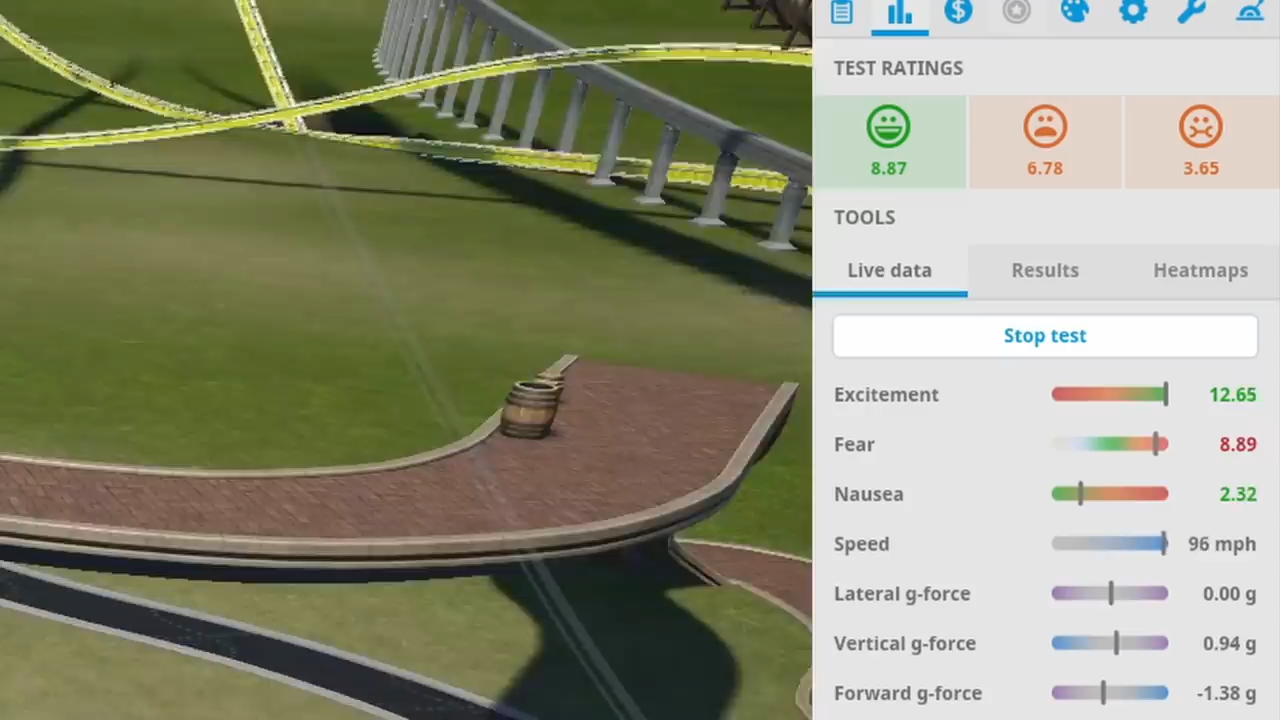 TEST RATINGS
8.87 6.78 3.65
TOOLS
Live data Results Heatmaps
Stop test
Excitement 12.65
Fear 8.89
Nausea 2.32
Speed 96 mph
Lateral g-force 0.00 g
Vertical g-force 0.94 g
Forward g-force -1.38 g